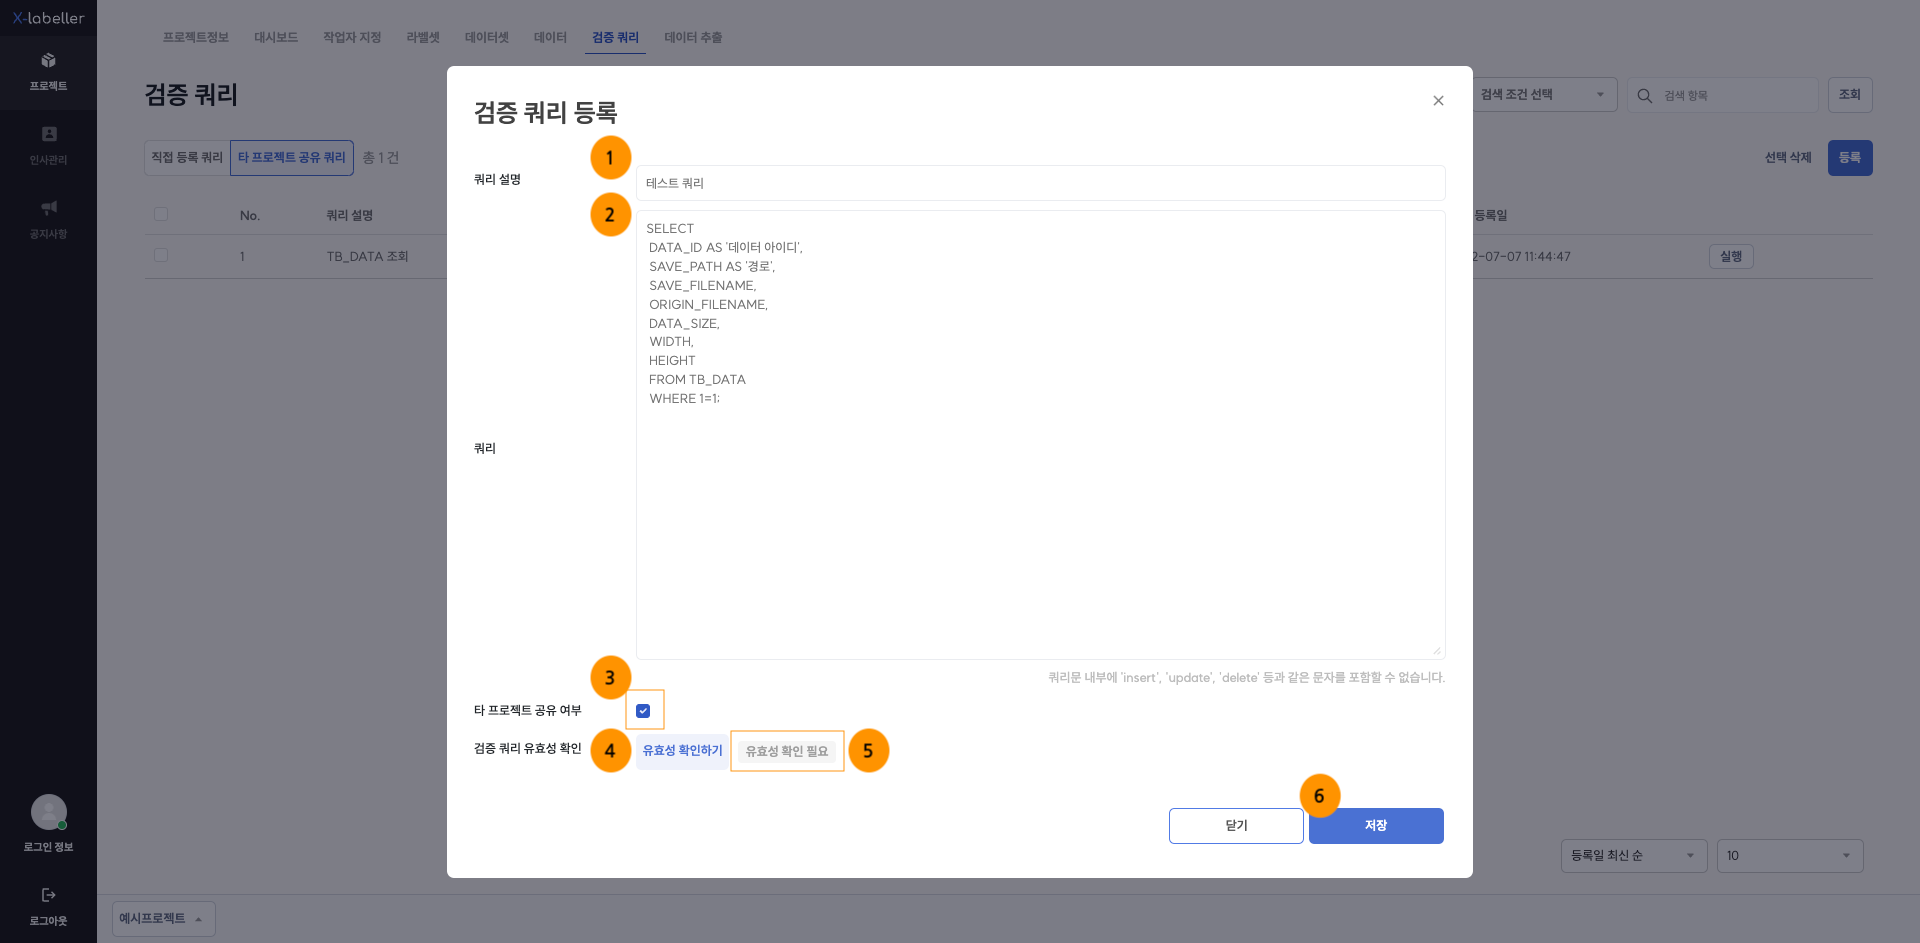 X-labeller
프로젝트
인사관리
공지사항
로그인 정보
로그아웃
프로젝트정보 대시보드 작업자 지정 라벨셋 데이터셋 데이터 검증 쿼리 데이터 추출
검증 쿼리
검색 조건 선택 검색 항목 조회
직접 등록 쿼리 타 프로젝트 공유 쿼리 총 1 건
선택 삭제 등록
No. 쿼리 설명 등록일
1 TB_DATA 조회 2-07-07 11:44:47 실행
검증 쿼리 등록
1
쿼리 설명 테스트 쿼리
2
쿼리
SELECT
DATA_ID AS '데이터 아이디',
SAVE_PATH AS '경로',
SAVE_FILENAME,
ORIGIN_FILENAME,
DATA_SIZE,
WIDTH,
HEIGHT
FROM TB_DATA
WHERE 1=1;
쿼리문 내부에 'insert', 'update', 'delete' 등과 같은 문자를 포함할 수 없습니다.
3
타 프로젝트 공유 여부
검증 쿼리 유효성 확인 4 유효성 확인하기 유효성 확인 필요 5
6
닫기 저장
등록일 최신 순 10
예시프로젝트